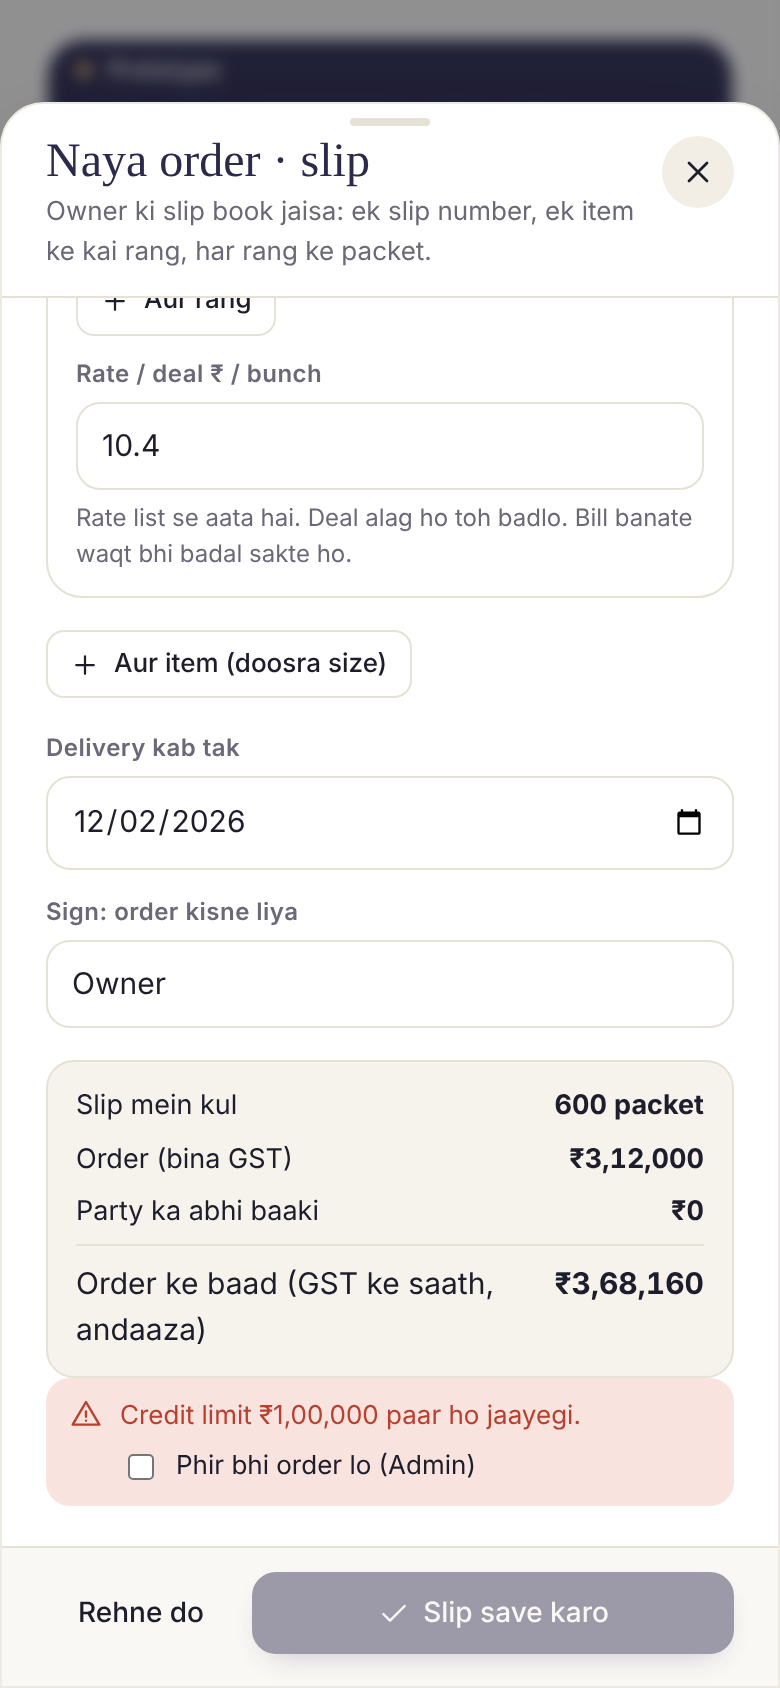 Prototype
Naya order · slip
Owner ki slip book jaisa: ek slip number, ek item
ke kai rang, har rang ke packet.
+ Aur rang
Rate / deal ₹ / bunch
10.4
Rate list se aata hai. Deal alag ho toh badlo. Bill banate
waqt bhi badal sakte ho.
+ Aur item (doosra size)
Delivery kab tak
12/02/2026
Sign: order kisne liya
Owner
Slip mein kul 600 packet
Order (bina GST) ₹3,12,000
Party ka abhi baaki ₹0
Order ke baad (GST ke saath, ₹3,68,160
andaaza)
Credit limit ₹1,00,000 paar ho jaayegi.
Phir bhi order lo (Admin)
Rehne do
Slip save karo